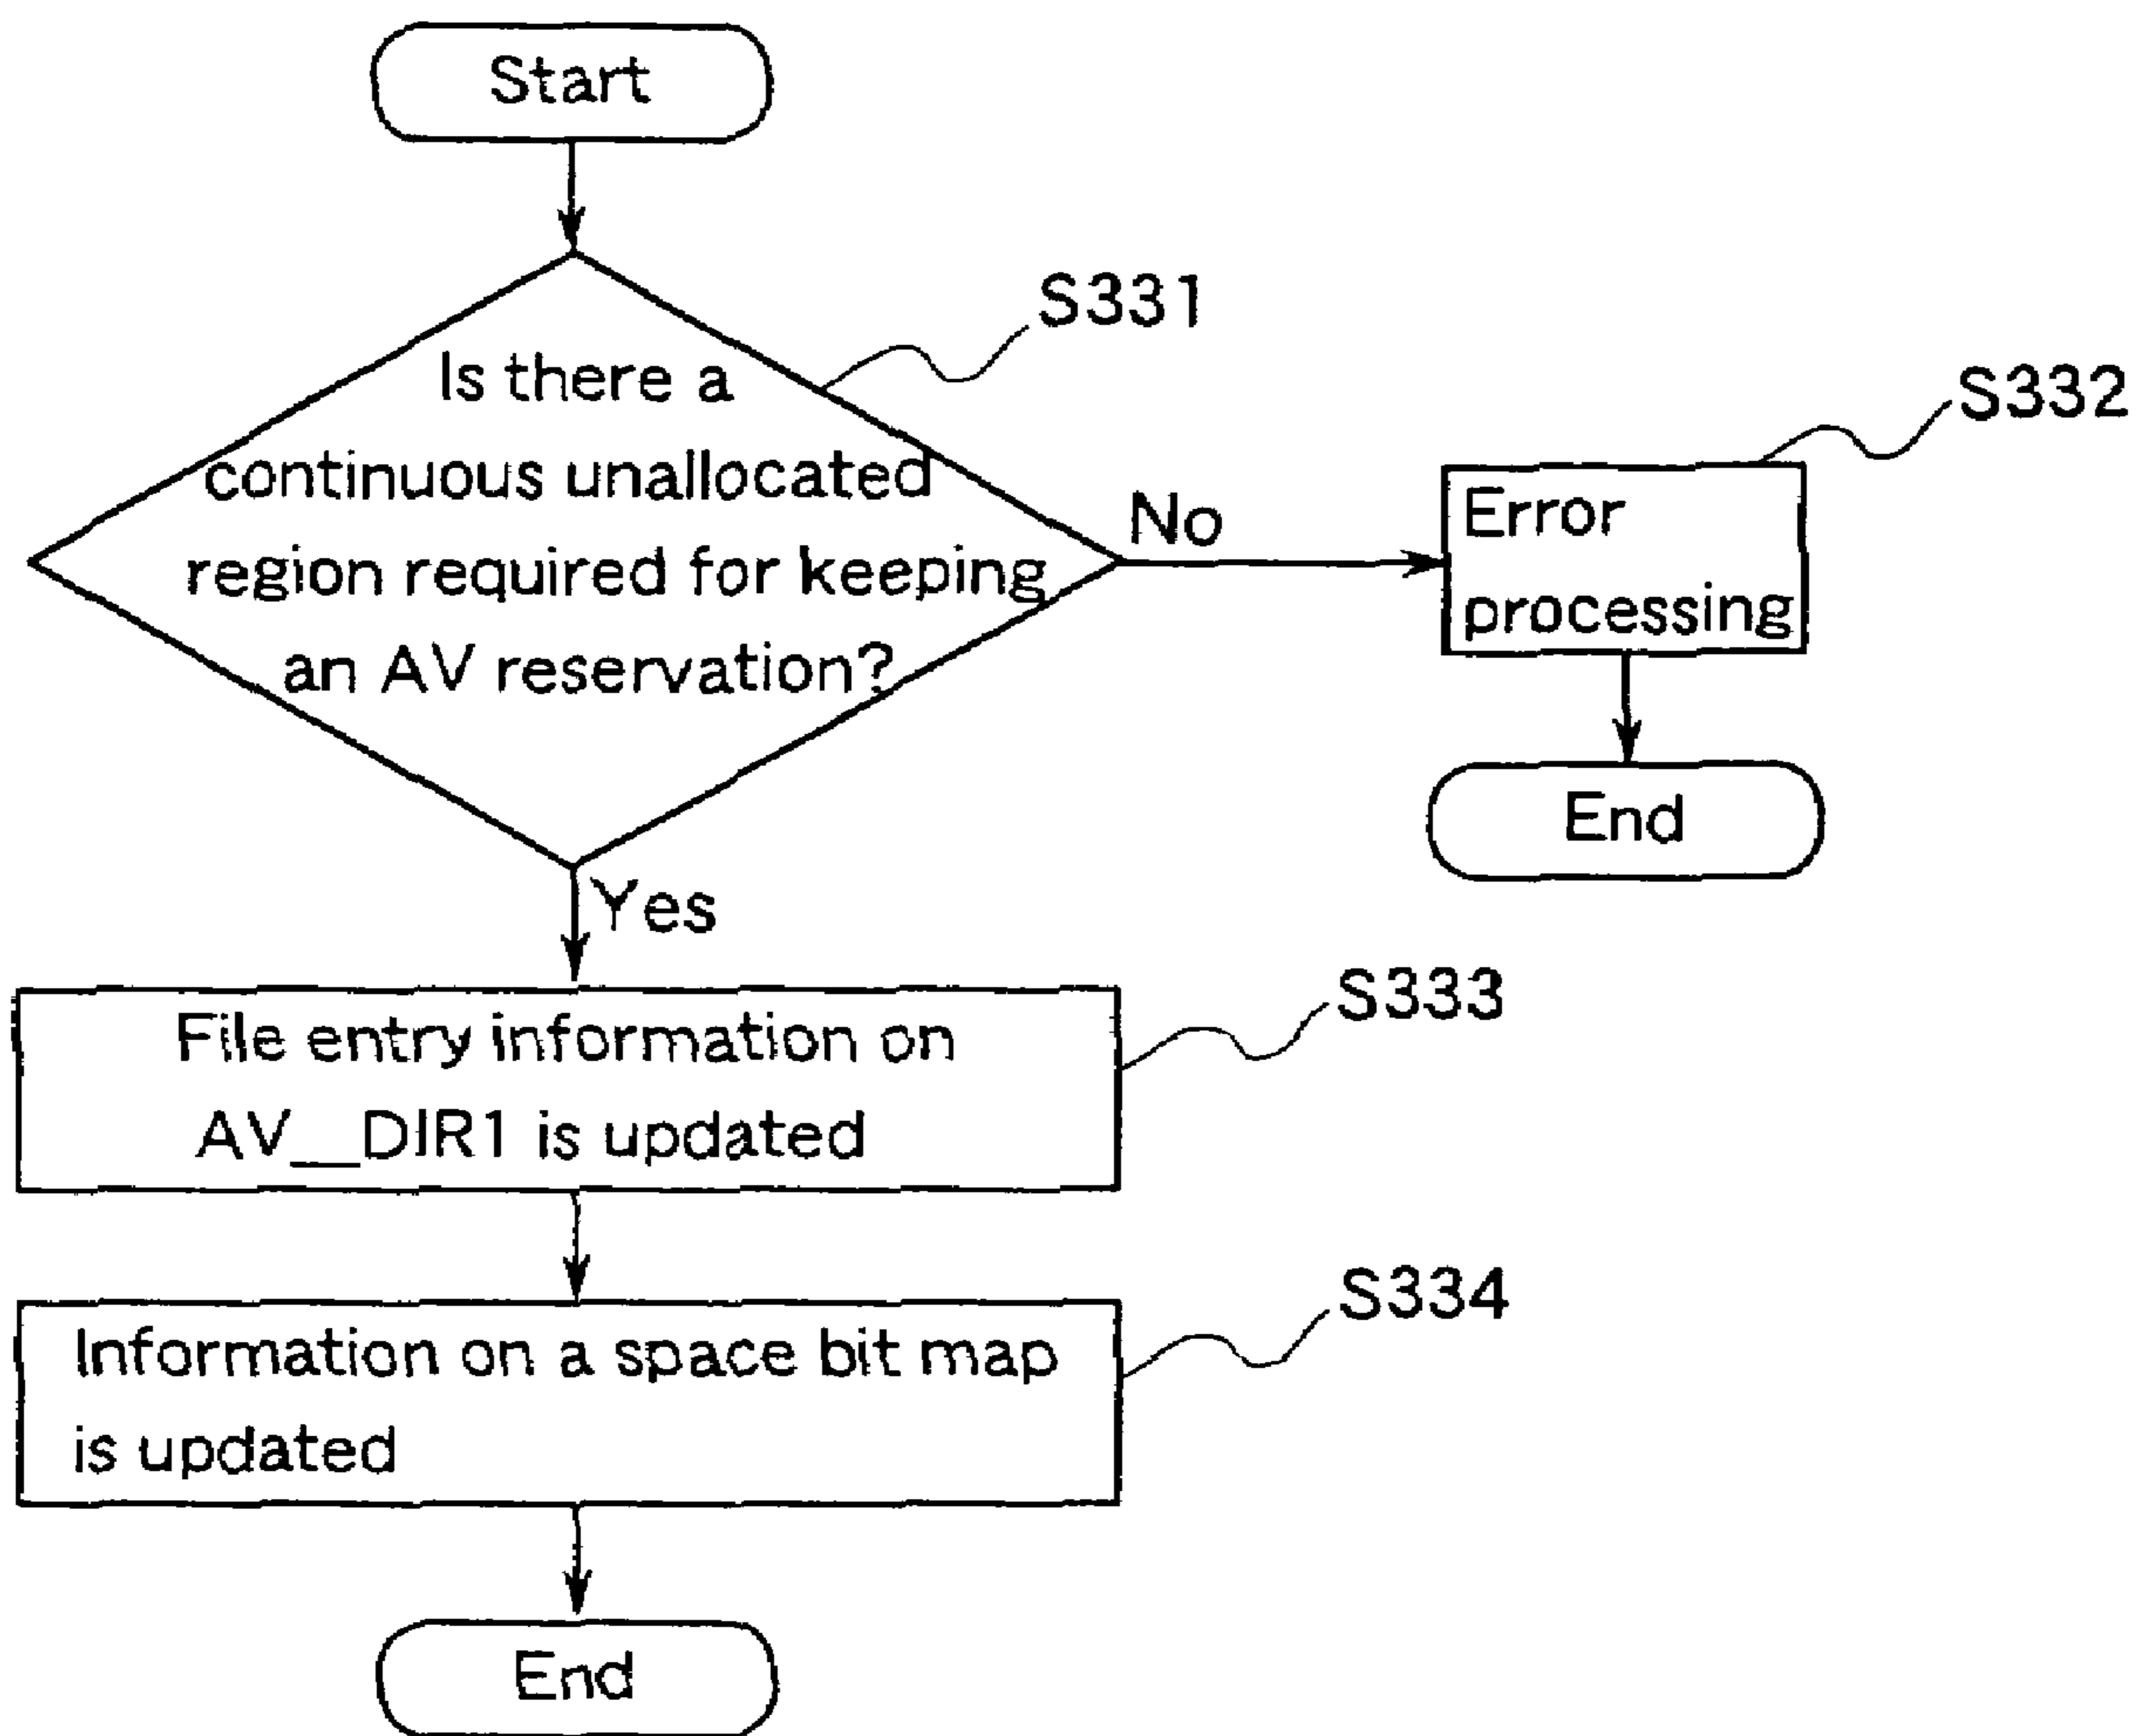 Start
S331
Is there a
continuous unallocated
region required for keeping
an AV reservation?
No
S332
Error
processing
End
Yes
S333
File entry information on
AV__DIR1 is updated
S334
Information on a space bit map
is updated
End